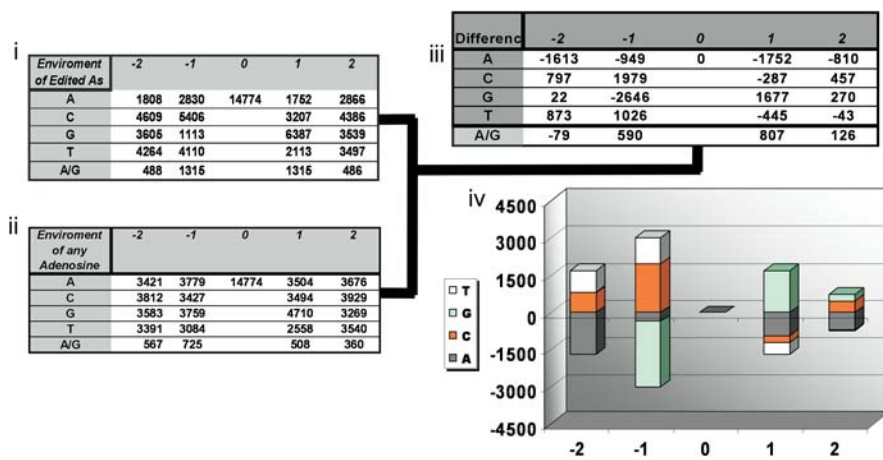 i
Enviroment of Edited As -2 -1 0 1 2
A 1808 2830 14774 1752 2866
C 4609 5406 3207 4386
G 3605 1113 6387 3539
T 4264 4110 2113 3497
A/G 488 1315 1315 486
ii
Enviroment of any Adenosine -2 -1 0 1 2
A 3421 3779 14774 3504 3676
C 3812 3427 3494 3929
G 3583 3759 4710 3269
T 3391 3084 2558 3540
A/G 567 725 508 360
iii
Differenc -2 -1 0 1 2
A -1613 -949 0 -1752 -810
C 797 1979 -287 457
G 22 -2646 1677 270
T 873 1026 -445 -43
A/G -79 590 807 126
iv
4500
3000
1500
0
-1500
-3000
-4500
T
G
C
A
-2 -1 0 1 2